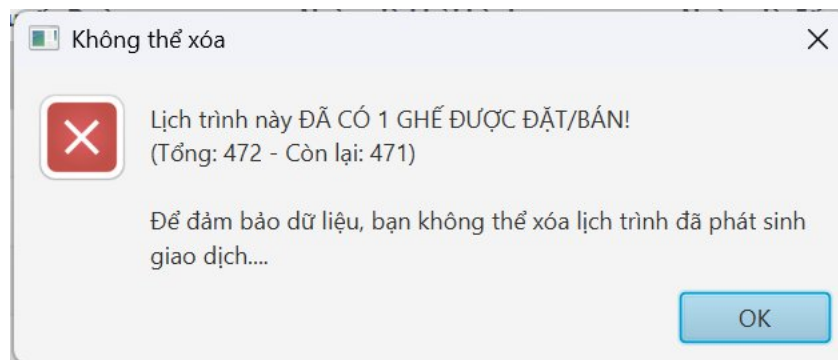 Không thể xóa
Lịch trình này ĐÃ CÓ 1 GHẾ ĐƯỢC ĐẶT/BÁN!
(Tổng: 472 - Còn lại: 471)
Để đảm bảo dữ liệu, bạn không thể xóa lịch trình đã phát sinh
giao dịch....
OK